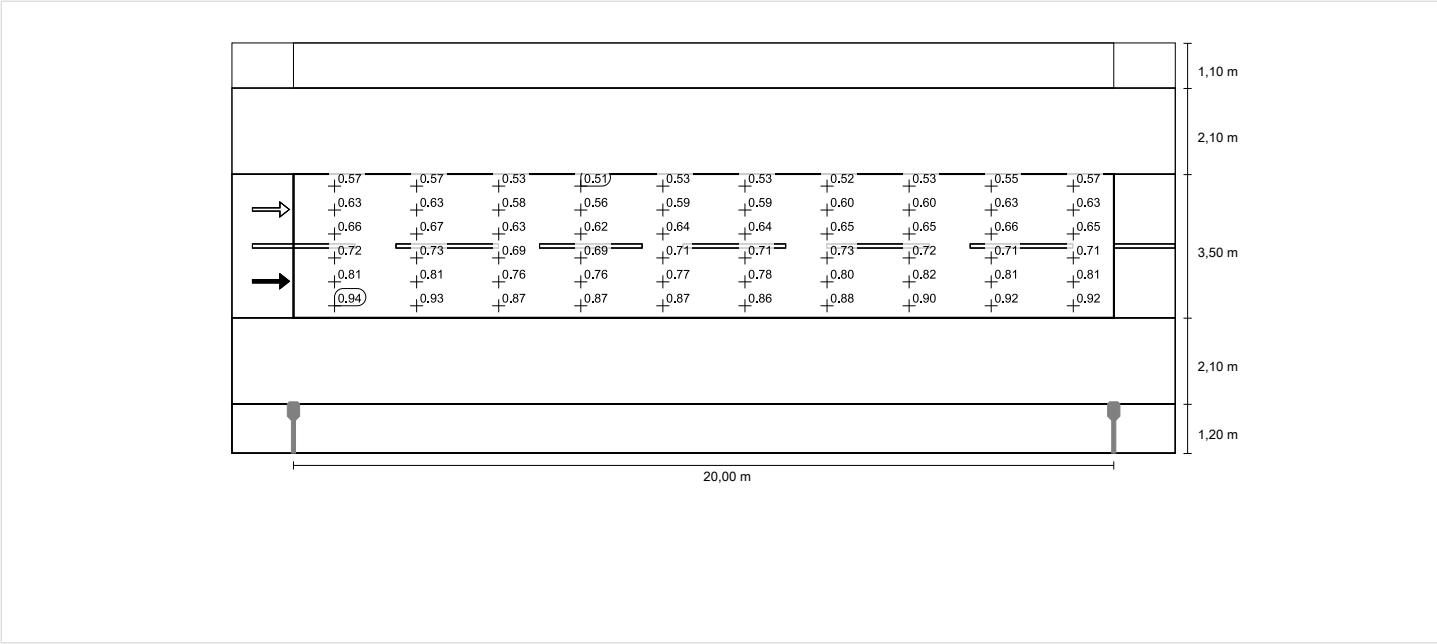 1,10 m
2,10 m
0.57 0.57 0.53 0.51 0.53 0.53 0.52 0.53 0.55 0.57
0.63 0.63 0.58 0.56 0.59 0.59 0.60 0.60 0.63 0.63
0.66 0.67 0.63 0.62 0.64 0.64 0.65 0.65 0.66 0.65
0.72 0.73 0.69 0.69 0.71 0.71 0.73 0.72 0.71 0.71
3,50 m
0.81 0.81 0.76 0.76 0.77 0.78 0.80 0.82 0.81 0.81
0.94 0.93 0.87 0.87 0.87 0.86 0.88 0.90 0.92 0.92
2,10 m
1,20 m
20,00 m